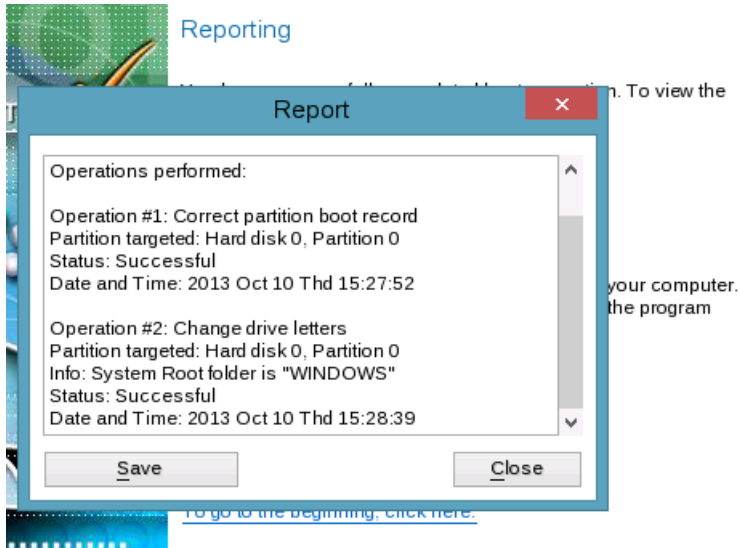 Reporting
n. To view the
Report
Operations performed:
Operation #1: Correct partition boot record
Partition targeted: Hard disk 0, Partition 0
Status: Successful
Date and Time: 2013 Oct 10 Thd 15:27:52
Operation #2: Change drive letters
Partition targeted: Hard disk 0, Partition 0
Info: System Root folder is "WINDOWS"
Status: Successful
Date and Time: 2013 Oct 10 Thd 15:28:39
your computer.
the program
Save
Close
To go to the beginning, click here.